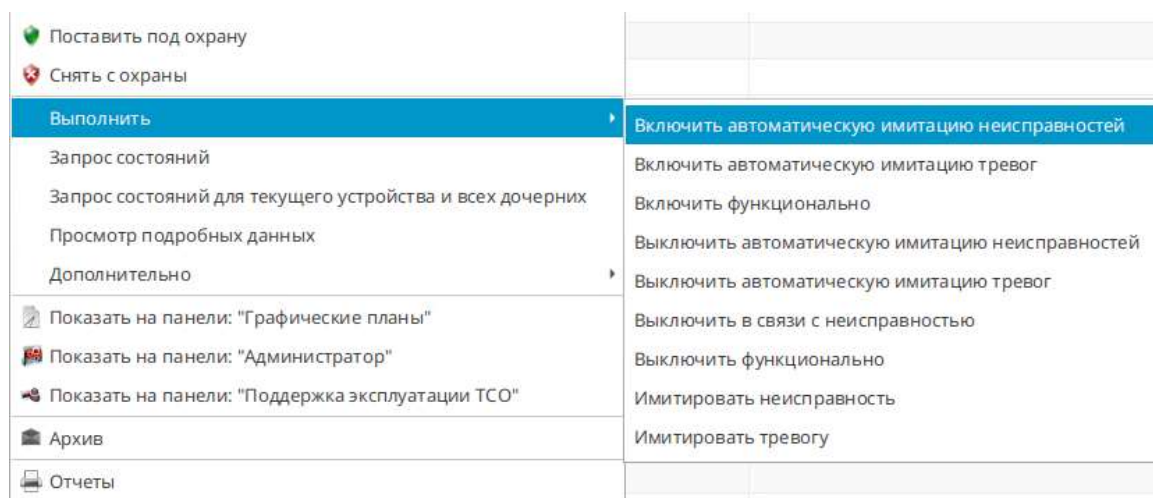 Поставить под охрану
Снять с охраны
Выполнить
Запрос состояний
Запрос состояний для текущего устройства и всех дочерних
Просмотр подробных данных
Дополнительно
Показать на панели: "Графические планы"
Показать на панели: "Администратор"
Показать на панели: "Поддержка эксплуатации ТСО"
Архив
Отчеты
Включить автоматическую имитацию неисправностей
Включить автоматическую имитацию тревог
Включить функционально
Выключить автоматическую имитацию неисправностей
Выключить автоматическую имитацию тревог
Выключить в связи с неисправностью
Выключить функционально
Имитировать неисправность
Имитировать тревогу